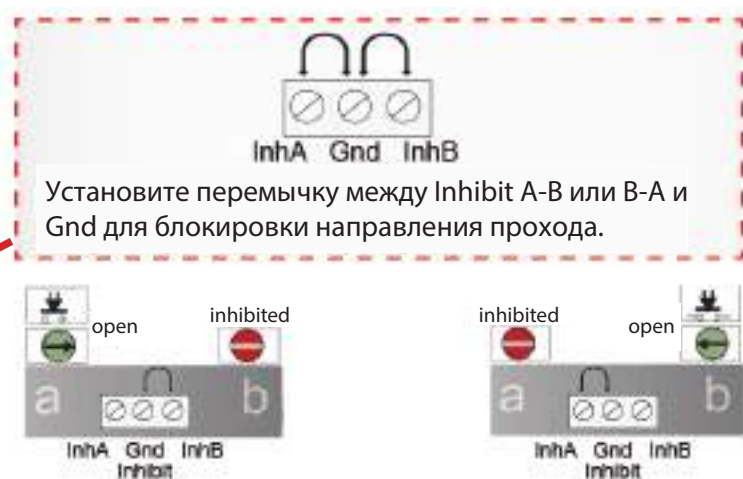 InhA Gnd InhB
Установите перемычку между Inhibit A-B или B-A и
Gnd для блокировки направления прохода.
open inhibited
a b
InhA Gnd InhB
Inhibit
inhibited open
a b
InhA Gnd InhB
Inhibit